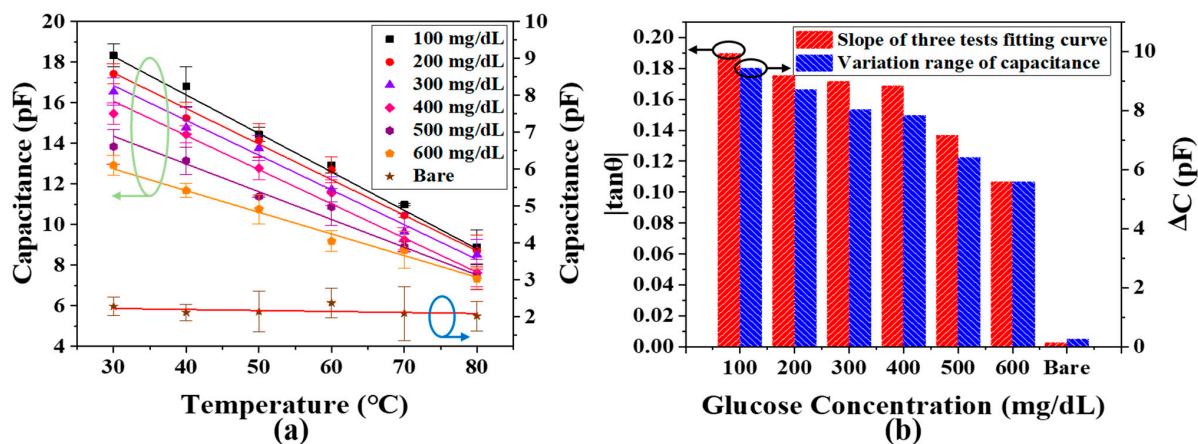 20
18
16
14
12
10
8
6
4
Capacitance (pF)
100 mg/dL
200 mg/dL
300 mg/dL
400 mg/dL
500 mg/dL
600 mg/dL
Bare
10
9
8
7
6
5
4
3
2
Capacitance (pF)
30 40 50 60 70 80
Temperature (°C)
(a)
0.20
0.18
0.16
0.14
0.12
0.10
0.08
0.06
0.04
0.02
0.00
|tanθ|
Slope of three tests fitting curve
Variation range of capacitance
10
8
6
4
2
0
ΔC (pF)
100 200 300 400 500 600 Bare
Glucose Concentration (mg/dL)
(b)